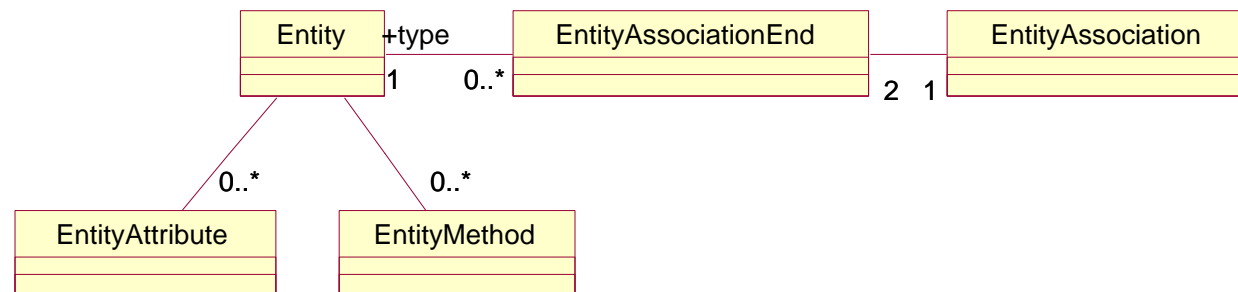 Entity +type EntityAssociationEnd EntityAssociation
1 0..* 2 1
0..* 0..*
EntityAttribute EntityMethod